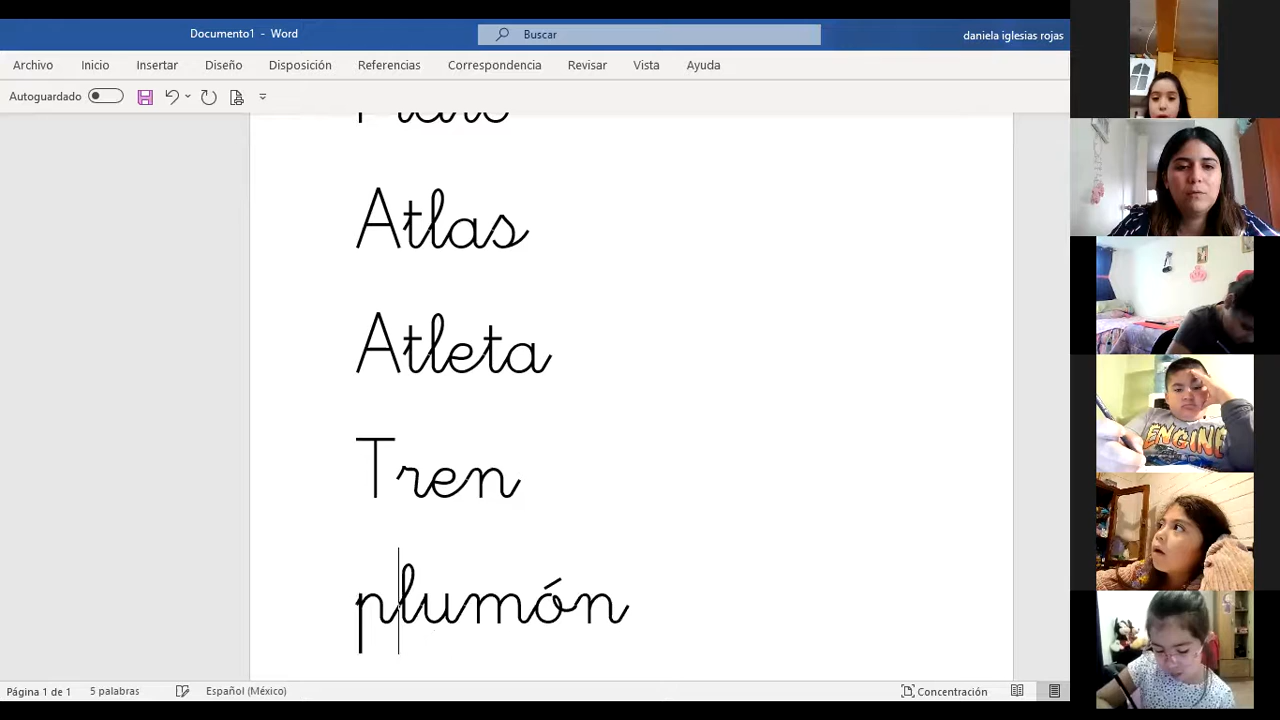 Documento1 - Word
Buscar
daniela iglesias rojas
Archivo Inicio Insertar Diseño Disposición Referencias Correspondencia Revisar Vista Ayuda
Autoguardado
Atlas
Atleta
Tren
plumón
ENGINE
Página 1 de 1 5 palabras Español (México) Concentración